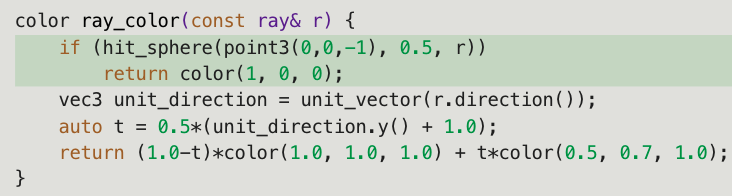 color ray_color(const ray& r) {
    if (hit_sphere(point3(0,0,-1), 0.5, r))
        return color(1, 0, 0);
    vec3 unit_direction = unit_vector(r.direction());
    auto t = 0.5*(unit_direction.y() + 1.0);
    return (1.0-t)*color(1.0, 1.0, 1.0) + t*color(0.5, 0.7, 1.0);
}